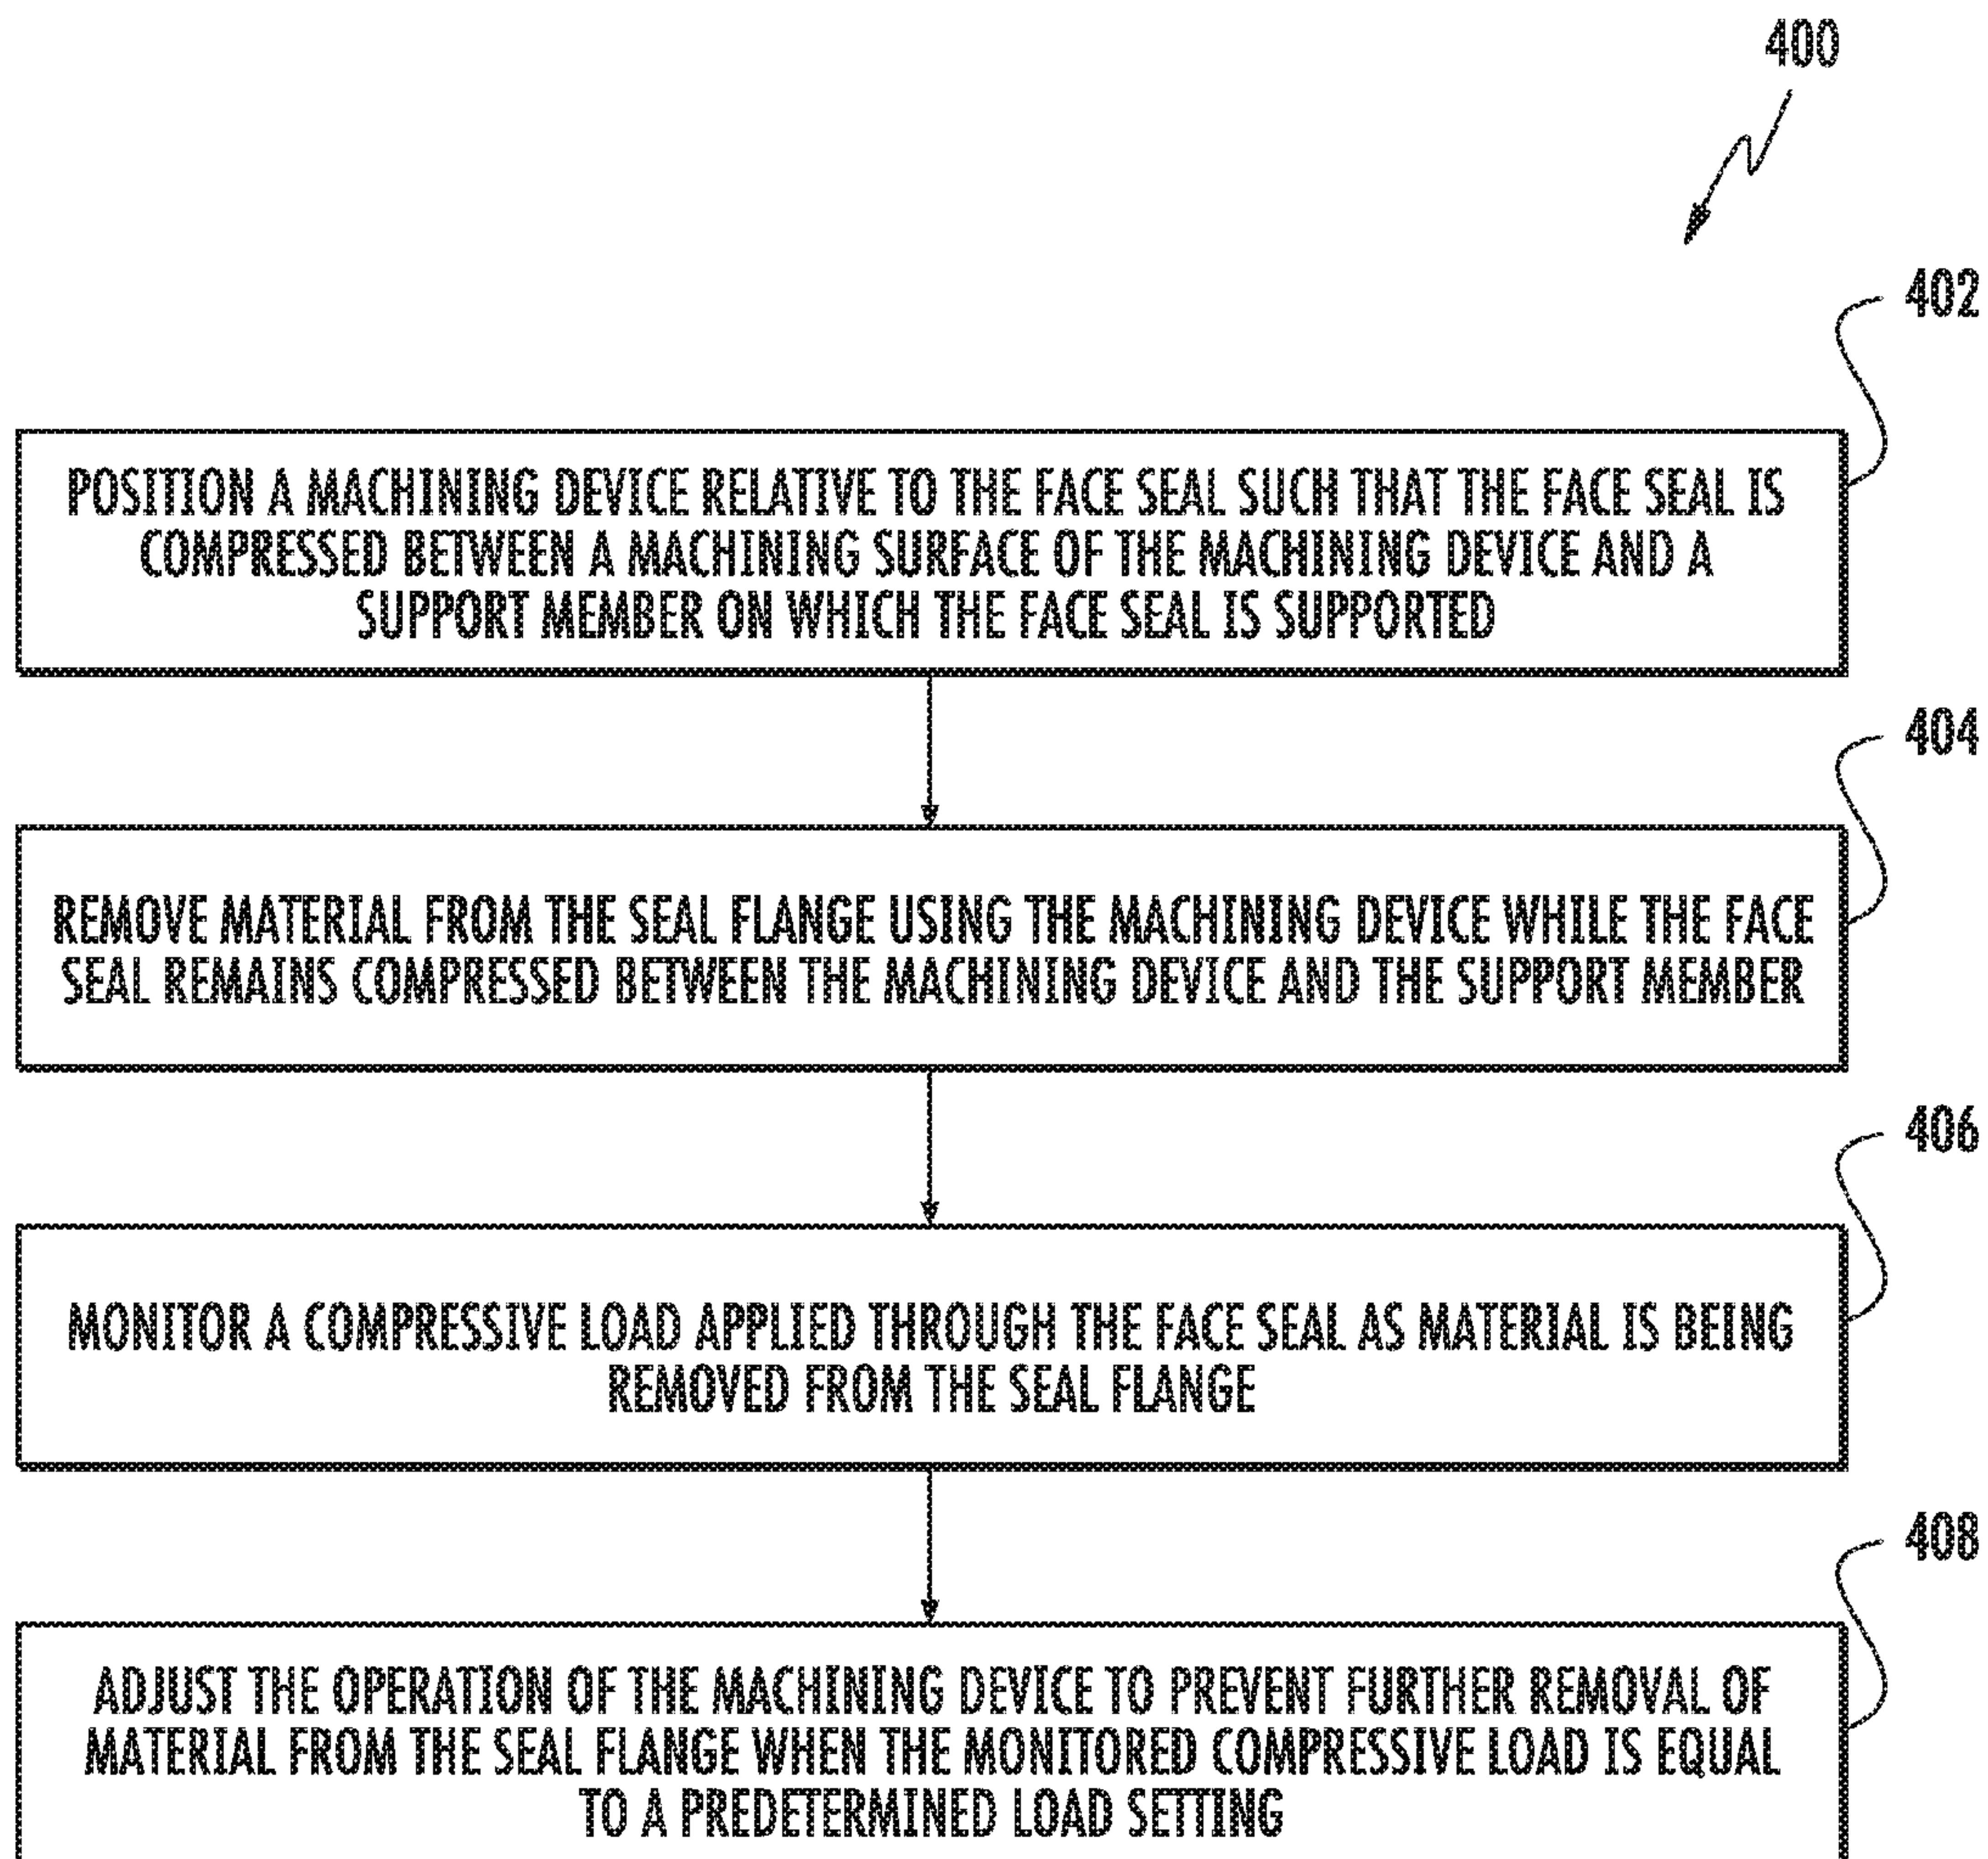 400
402
POSITION A MACHINING DEVICE RELATIVE TO THE FACE SEAL SUCH THAT THE FACE SEAL IS
COMPRESSED BETWEEN A MACHINING SURFACE OF THE MACHINING DEVICE AND A
SUPPORT MEMBER ON WHICH THE FACE SEAL IS SUPPORTED
404
REMOVE MATERIAL FROM THE SEAL FLANGE USING THE MACHINING DEVICE WHILE THE FACE
SEAL REMAINS COMPRESSED BETWEEN THE MACHINING DEVICE AND THE SUPPORT MEMBER
406
MONITOR A COMPRESSIVE LOAD APPLIED THROUGH THE FACE SEAL AS MATERIAL IS BEING
REMOVED FROM THE SEAL FLANGE
408
ADJUST THE OPERATION OF THE MACHINING DEVICE TO PREVENT FURTHER REMOVAL OF
MATERIAL FROM THE SEAL FLANGE WHEN THE MONITORED COMPRESSIVE LOAD IS EQUAL
TO A PREDETERMINED LOAD SETTING